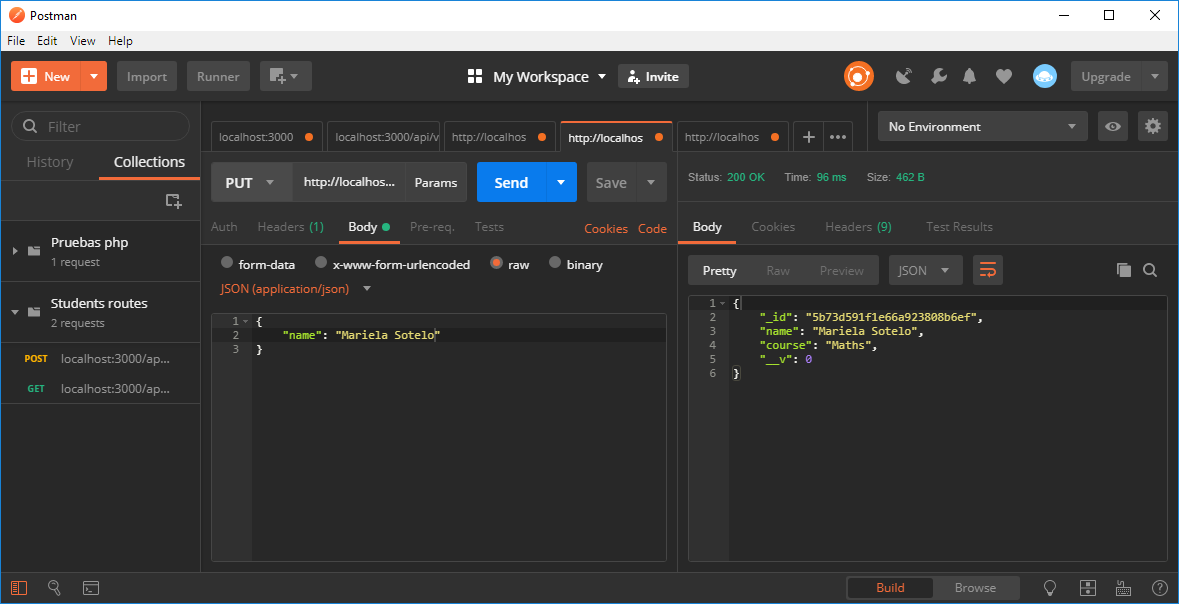 Postman
File Edit View Help
New Import Runner My Workspace Invite Upgrade
Filter
History Collections
Pruebas php
1 request
Students routes
2 requests
POST localhost:3000/ap...
GET localhost:3000/ap...
localhost:3000 localhost:3000/api/v http://localhos http://localhos http://localhos
No Environment
PUT http://localhos... Params Send Save
Auth Headers (1) Body Pre-req. Tests Cookies Code
form-data x-www-form-urlencoded raw binary
JSON (application/json)
1 {
2 "name": "Mariela Sotelo"
3 }
Status: 200 OK Time: 96 ms Size: 462 B
Body Cookies Headers (9) Test Results
Pretty Raw Preview JSON
1 {
2 "_id": "5b73d591f1e66a923808b6ef",
3 "name": "Mariela Sotelo",
4 "course": "Maths",
5 "__v": 0
6 }
Build Browse